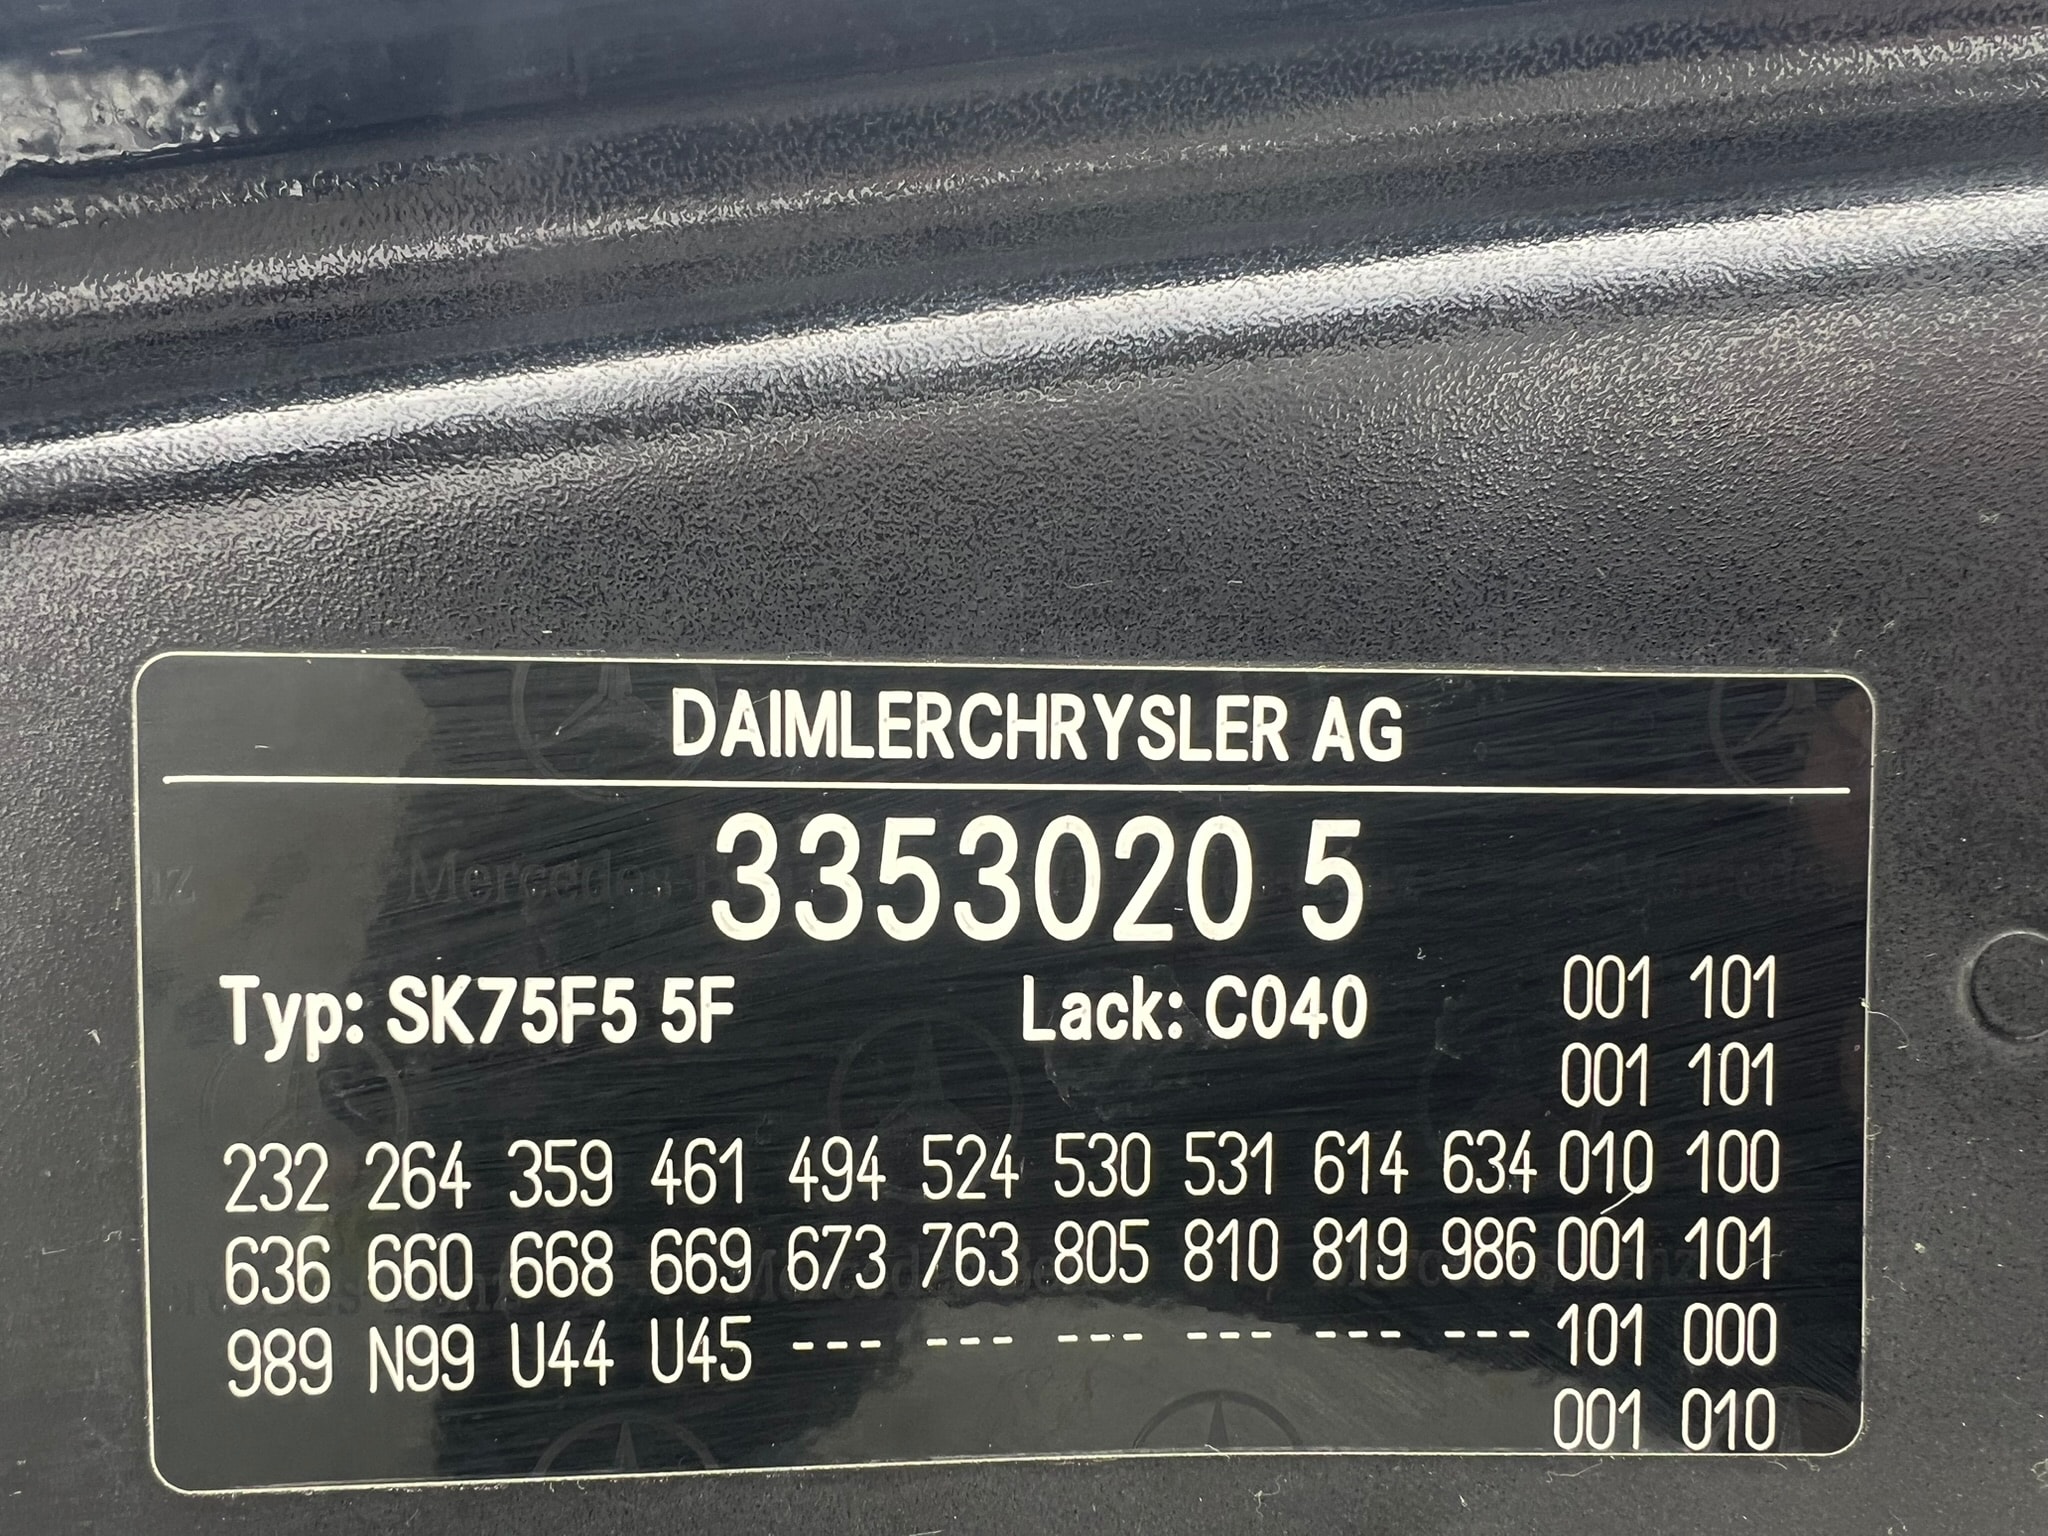 DAIMLERCHRYSLER AG
3353020 5
Typ: SK75F5 5F Lack: C040 001 101
001 101
232 264 359 461 494 524 530 531 614 634 010 100
636 660 668 669 673 763 805 810 819 986 001 101
989 N99 U44 U45 --- --- --- --- --- --- 101 000
001 010